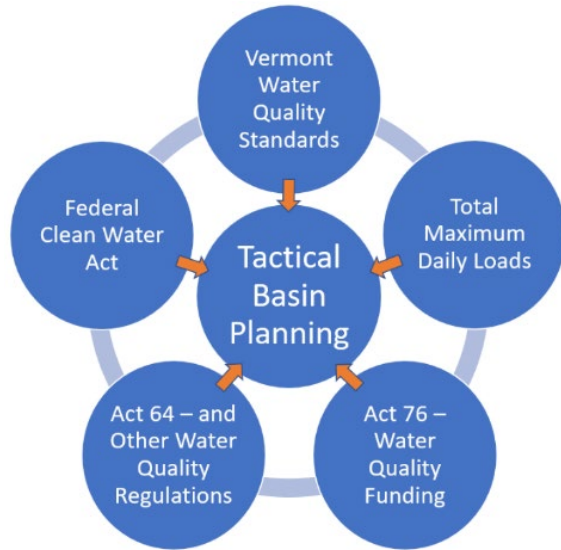 Vermont
Water
Quality
Standards
Federal
Clean Water
Act
Total
Maximum
Daily Loads
Tactical
Basin
Planning
Act 64 – and
Other Water
Quality
Regulations
Act 76 –
Water
Quality
Funding